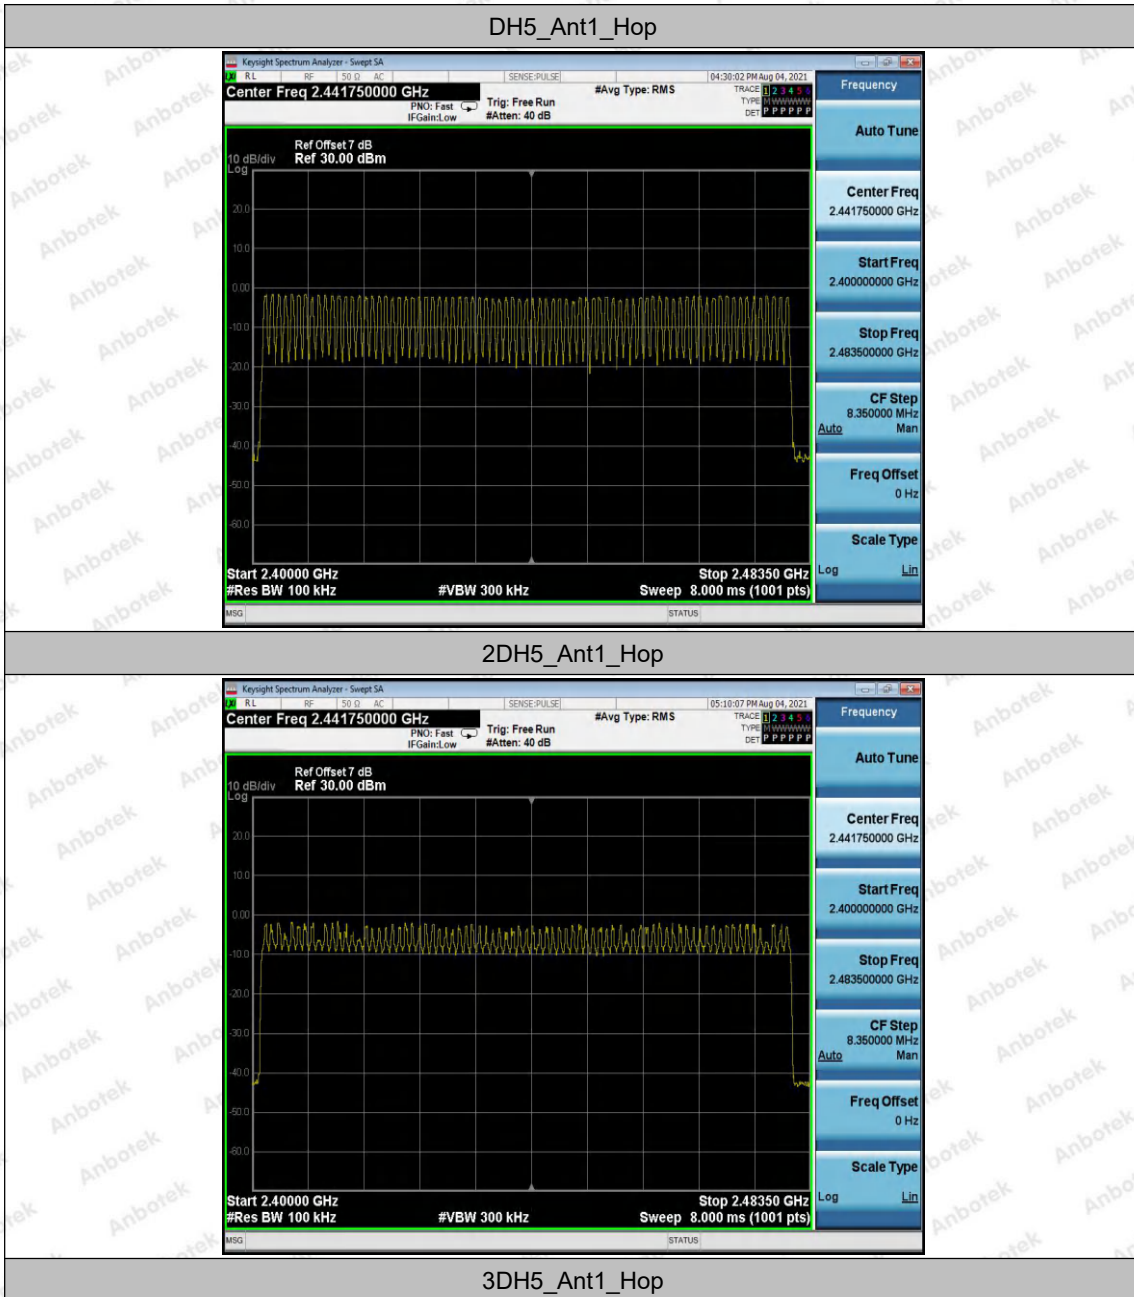 DH5_Ant1_Hop
Keysight Spectrum Analyzer - Swept SA
RL RF 50 Ω AC SENSE:PULSE 04:30:02 PM Aug 04, 2021
Center Freq 2.441750000 GHz #Avg Type: RMS TRACE 1 2 3 4 5 6
PNO: Fast Trig: Free Run TYPE M WWWWW
IFGain:Low #Atten: 40 dB DET P P P P P P
Ref Offset 7 dB
10 dB/div Ref 30.00 dBm
Log
20.0
10.0
0.00
-10.0
-20.0
-30.0
-40.0
-50.0
-60.0
Start 2.40000 GHz Stop 2.48350 GHz
#Res BW 100 kHz #VBW 300 kHz Sweep 8.000 ms (1001 pts)
MSG STATUS
Frequency
Auto Tune
Center Freq
2.441750000 GHz
Start Freq
2.400000000 GHz
Stop Freq
2.483500000 GHz
CF Step
8.350000 MHz
Auto Man
Freq Offset
0 Hz
Scale Type
Log Lin
2DH5_Ant1_Hop
Keysight Spectrum Analyzer - Swept SA
RL RF 50 Ω AC SENSE:PULSE 05:10:07 PM Aug 04, 2021
Center Freq 2.441750000 GHz #Avg Type: RMS TRACE 1 2 3 4 5 6
PNO: Fast Trig: Free Run TYPE M WWWWW
IFGain:Low #Atten: 40 dB DET P P P P P P
Ref Offset 7 dB
10 dB/div Ref 30.00 dBm
Log
20.0
10.0
0.00
-10.0
-20.0
-30.0
-40.0
-50.0
-60.0
Start 2.40000 GHz Stop 2.48350 GHz
#Res BW 100 kHz #VBW 300 kHz Sweep 8.000 ms (1001 pts)
MSG STATUS
Frequency
Auto Tune
Center Freq
2.441750000 GHz
Start Freq
2.400000000 GHz
Stop Freq
2.483500000 GHz
CF Step
8.350000 MHz
Auto Man
Freq Offset
0 Hz
Scale Type
Log Lin
3DH5_Ant1_Hop
Anbotek